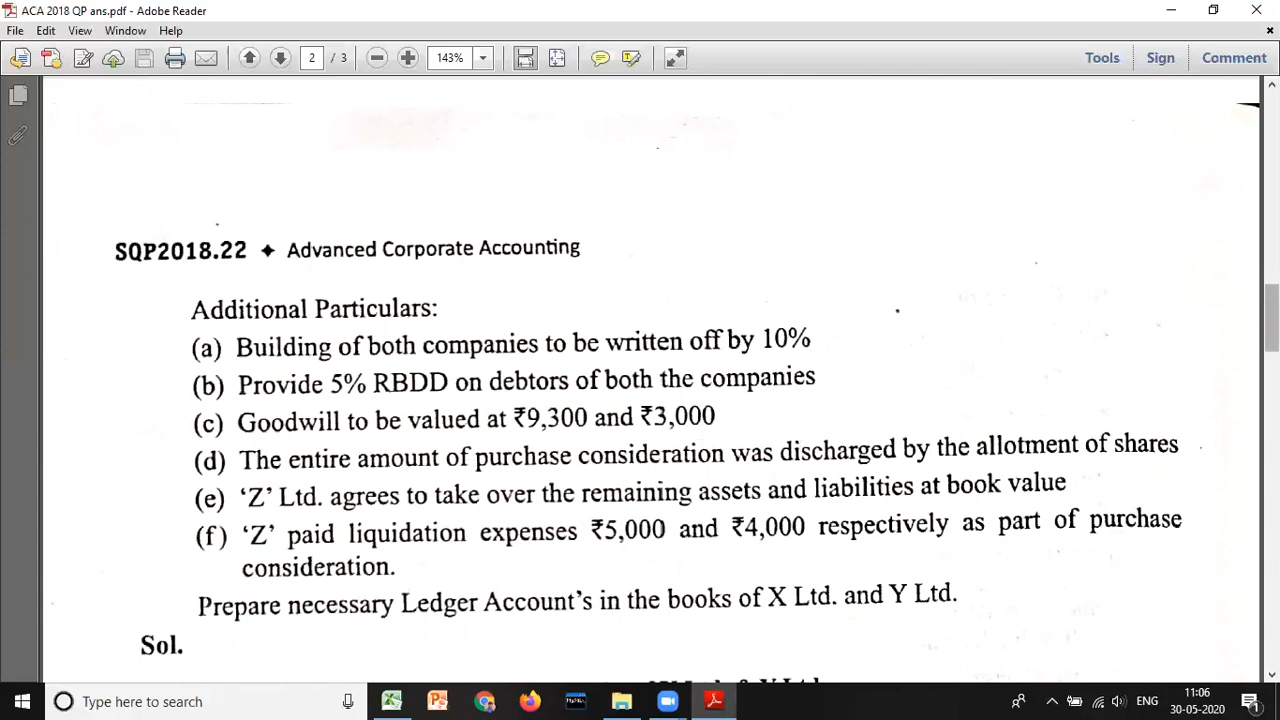 ACA 2018 QP ans.pdf - Adobe Reader
File Edit View Window Help
2 / 3 143% Tools Sign Comment
SQP2018.22 ✦ Advanced Corporate Accounting
Additional Particulars:
(a) Building of both companies to be written off by 10%
(b) Provide 5% RBDD on debtors of both the companies
(c) Goodwill to be valued at ₹9,300 and ₹3,000
(d) The entire amount of purchase consideration was discharged by the allotment of shares
(e) ‘Z’ Ltd. agrees to take over the remaining assets and liabilities at book value
(f) ‘Z’ paid liquidation expenses ₹5,000 and ₹4,000 respectively as part of purchase
consideration.
Prepare necessary Ledger Account’s in the books of X Ltd. and Y Ltd.
Sol.
Type here to search
ENG
11:06
30-05-2020